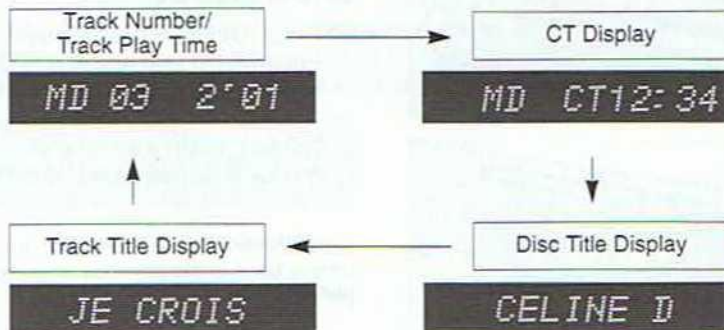 Track Number/
Track Play Time
CT Display
MD 03 2'01
MD CT12:34
Track Title Display
Disc Title Display
JE CROIS
CELINE D